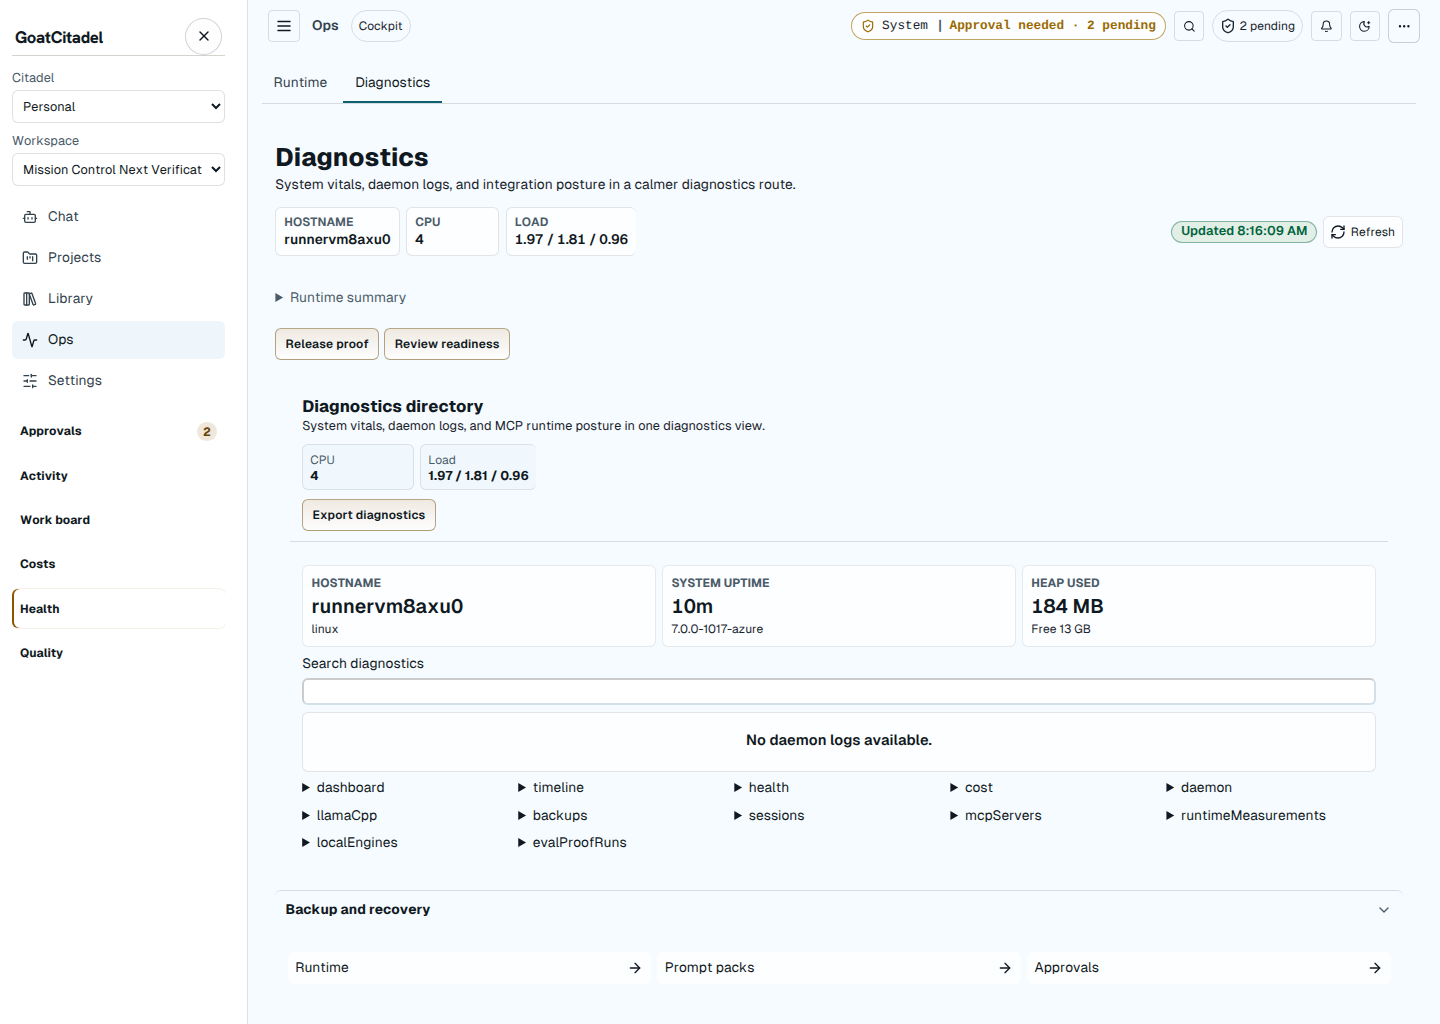 GoatCitadel
Citadel
Personal
Workspace
Mission Control Next Verificat
Chat
Projects
Library
Ops
Settings
Approvals 2
Activity
Work board
Costs
Health
Quality
Ops Cockpit
System | Approval needed · 2 pending
2 pending
Runtime Diagnostics
Diagnostics
System vitals, daemon logs, and integration posture in a calmer diagnostics route.
HOSTNAME CPU LOAD
runnervm8axu0 4 1.97 / 1.81 / 0.96
Updated 8:16:09 AM Refresh
Runtime summary
Release proof Review readiness
Diagnostics directory
System vitals, daemon logs, and MCP runtime posture in one diagnostics view.
CPU Load
4 1.97 / 1.81 / 0.96
Export diagnostics
HOSTNAME SYSTEM UPTIME HEAP USED
runnervm8axu0 10m 184 MB
linux 7.0.0-1017-azure Free 13 GB
Search diagnostics
No daemon logs available.
dashboard timeline health cost daemon
llamaCpp backups sessions mcpServers runtimeMeasurements
localEngines evalProofRuns
Backup and recovery
Runtime Prompt packs Approvals